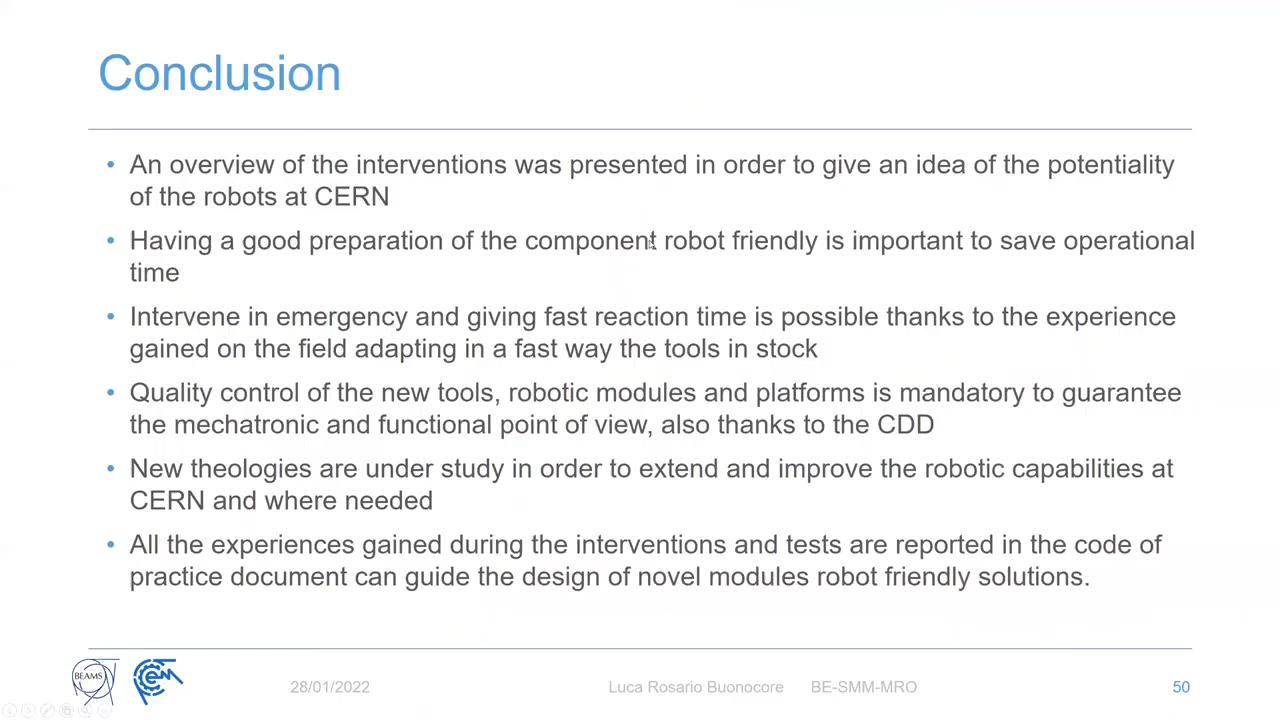 Conclusion
• An overview of the interventions was presented in order to give an idea of the potentiality
of the robots at CERN
• Having a good preparation of the component robot friendly is important to save operational
time
• Intervene in emergency and giving fast reaction time is possible thanks to the experience
gained on the field adapting in a fast way the tools in stock
• Quality control of the new tools, robotic modules and platforms is mandatory to guarantee
the mechatronic and functional point of view, also thanks to the CDD
• New theologies are under study in order to extend and improve the robotic capabilities at
CERN and where needed
• All the experiences gained during the interventions and tests are reported in the code of
practice document can guide the design of novel modules robot friendly solutions.
BEAMS
28/01/2022 Luca Rosario Buonocore BE-SMM-MRO 50